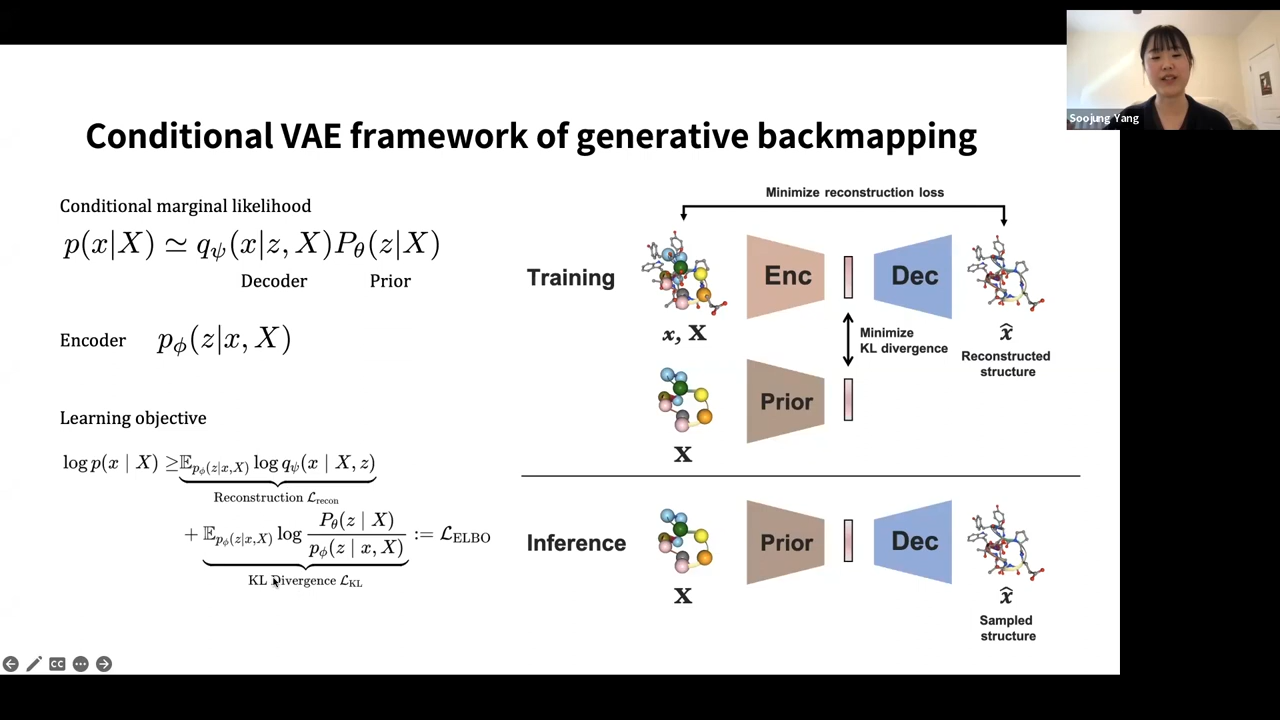 Soojung Yang
Conditional VAE framework of generative backmapping
Conditional marginal likelihood
p(x|X) ≃ q_ψ(x|z, X)P_θ(z|X)
Decoder
Prior
Encoder p_ϕ(z|x, X)
Learning objective
log p(x | X) ≥ 𝔼_{p_ϕ(z|x,X)} log q_ψ(x | X, z)
Reconstruction ℒ_recon
+ 𝔼_{p_ϕ(z|x,X)} log P_θ(z | X) / p_ϕ(z | x, X) := ℒ_ELBO
KL Divergence ℒ_KL
Minimize reconstruction loss
Training
Enc
Dec
x, X
Minimize
KL divergence
x̂
Reconstructed
structure
Prior
X
Inference
Prior
Dec
X
x̂
Sampled
structure
CC